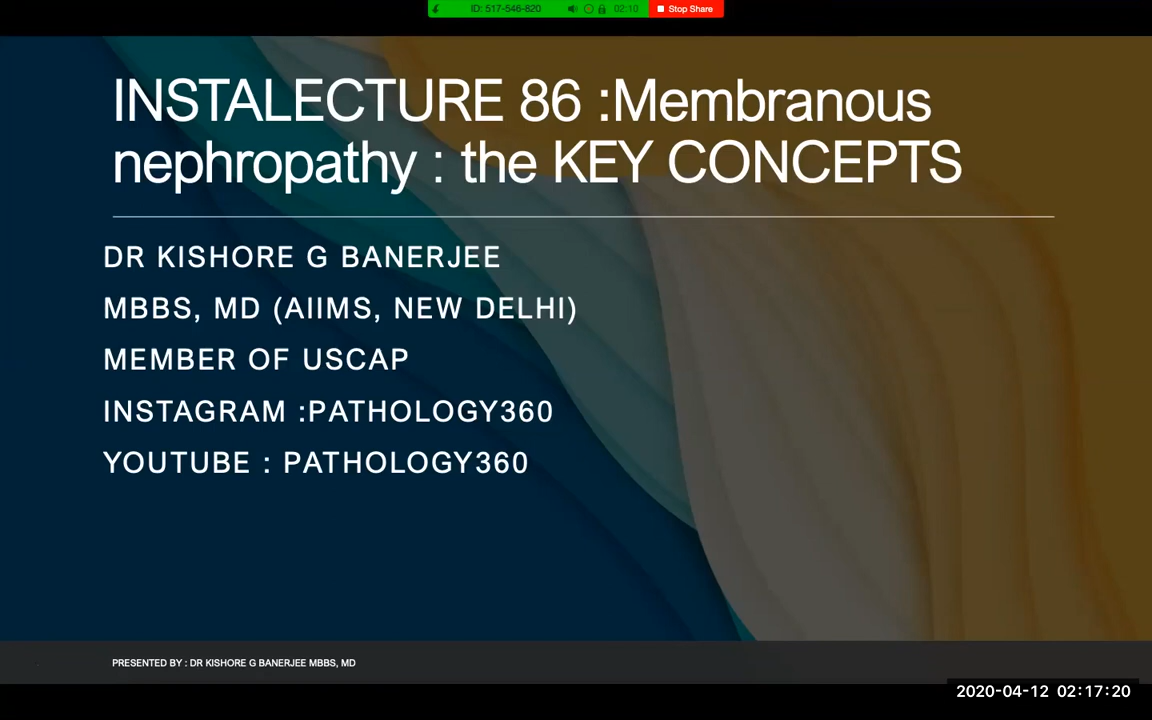 ID: 517-546-820 02:10 Stop Share
INSTALECTURE 86 :Membranous
nephropathy : the KEY CONCEPTS
DR KISHORE G BANERJEE
MBBS, MD (AIIMS, NEW DELHI)
MEMBER OF USCAP
INSTAGRAM :PATHOLOGY360
YOUTUBE : PATHOLOGY360
PRESENTED BY : DR KISHORE G BANERJEE MBBS, MD
2020-04-12 02:17:20